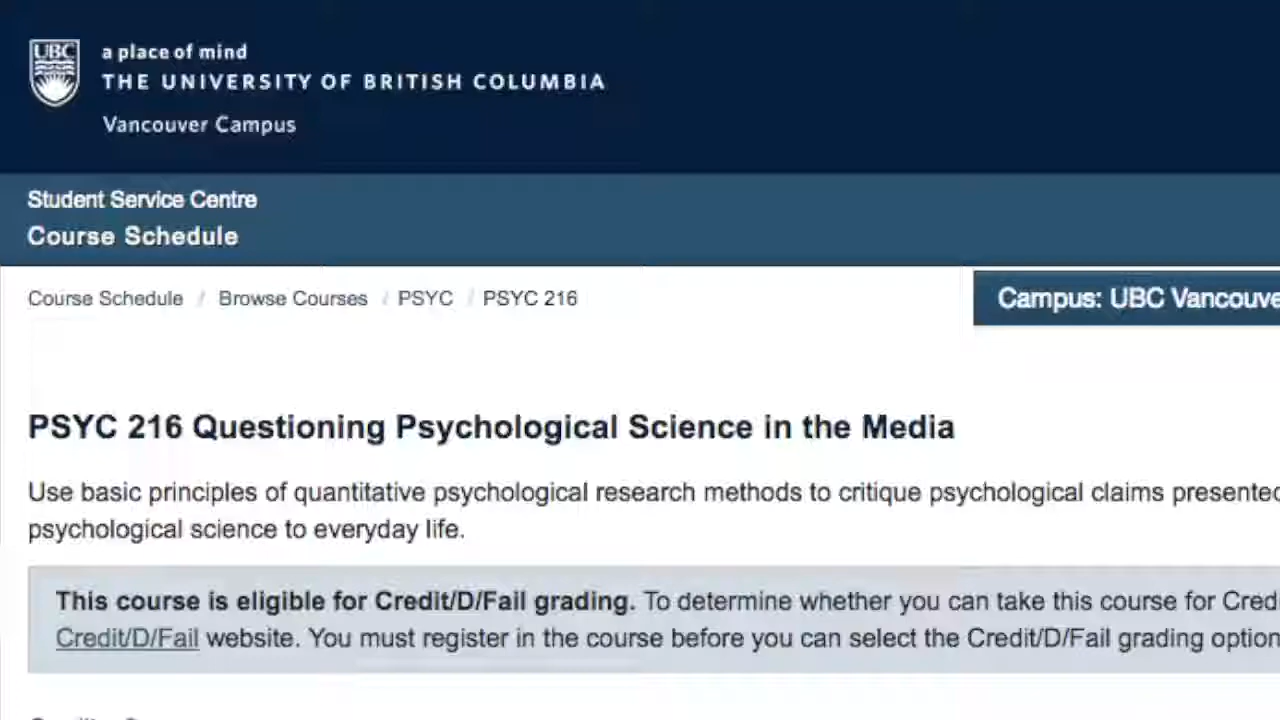 UBC
a place of mind
THE UNIVERSITY OF BRITISH COLUMBIA
Vancouver Campus
Student Service Centre
Course Schedule
Course Schedule / Browse Courses / PSYC / PSYC 216
Campus: UBC Vancouve
PSYC 216 Questioning Psychological Science in the Media
Use basic principles of quantitative psychological research methods to critique psychological claims presented
psychological science to everyday life.
This course is eligible for Credit/D/Fail grading. To determine whether you can take this course for Cred
Credit/D/Fail website. You must register in the course before you can select the Credit/D/Fail grading option